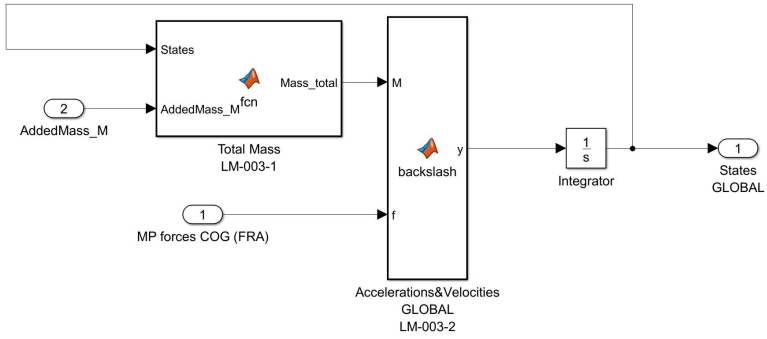 States
fcn
Mass_total
AddedMass_M
2
AddedMass_M
Total Mass
LM-003-1
M
y
backslash
f
1
MP forces COG (FRA)
Accelerations&Velocities
GLOBAL
LM-003-2
1
s
Integrator
1
States
GLOBAL